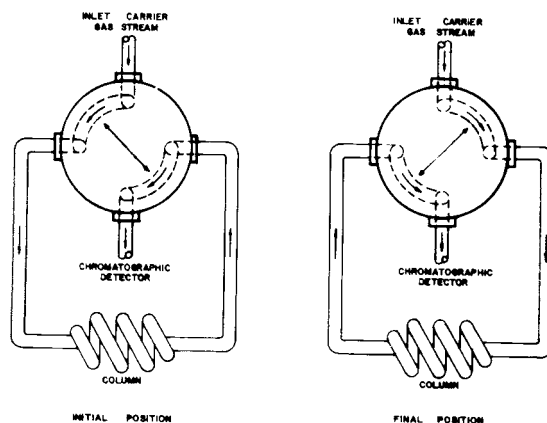 INLET CARRIER
GAS STREAM
CHROMATOGRAPHIC
DETECTOR
COLUMN
INITIAL POSITION
INLET CARRIER
GAS STREAM
CHROMATOGRAPHIC
DETECTOR
COLUMN
FINAL POSITION